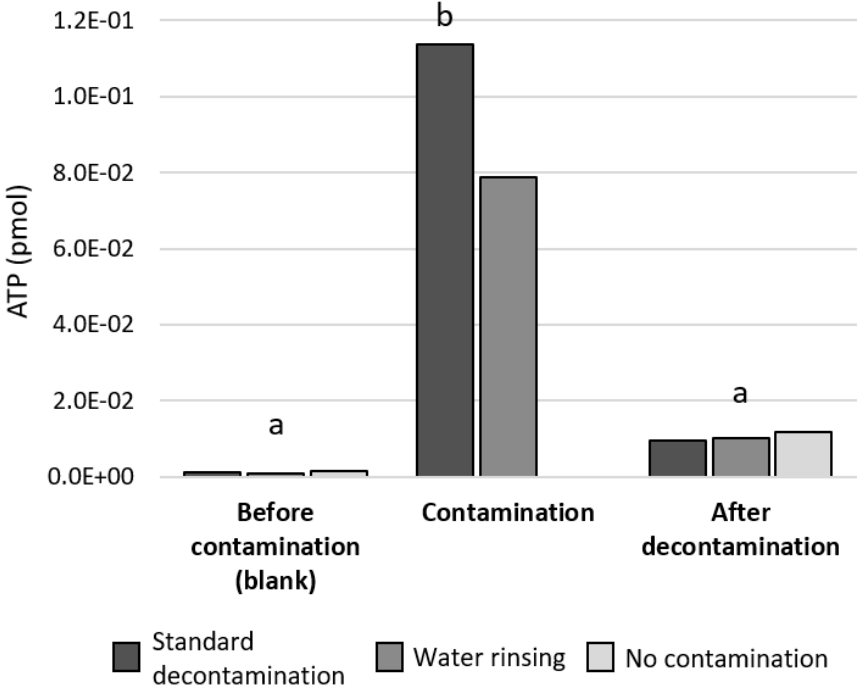 ATP (pmol)
1.2E-01
1.0E-01
8.0E-02
6.0E-02
4.0E-02
2.0E-02
0.0E+00
a
b
a
Before
contamination
(blank)
Contamination
After
decontamination
Standard
decontamination
Water rinsing
No contamination